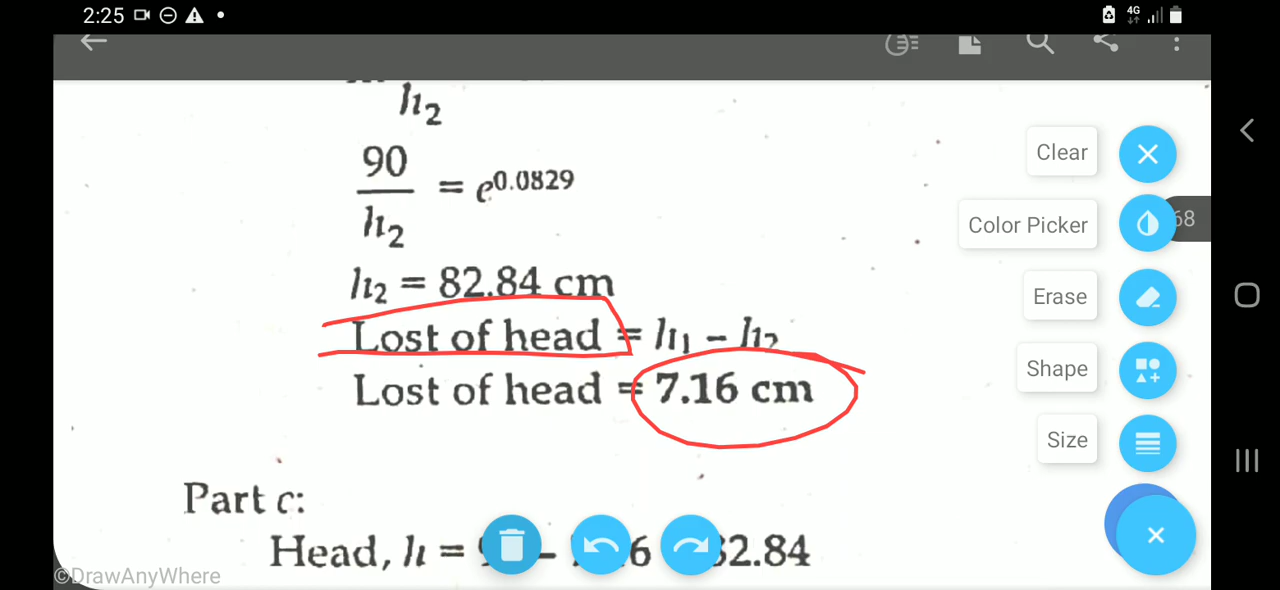 2:25 4G
h₂
90
── = e^0.0829
h₂
h₂ = 82.84 cm
Lost of head = h₁ - h₂
Lost of head = 7.16 cm
Part c:
Head, h = 82.84
Clear
Color Picker
68
Erase
Shape
Size
©DrawAnyWhere